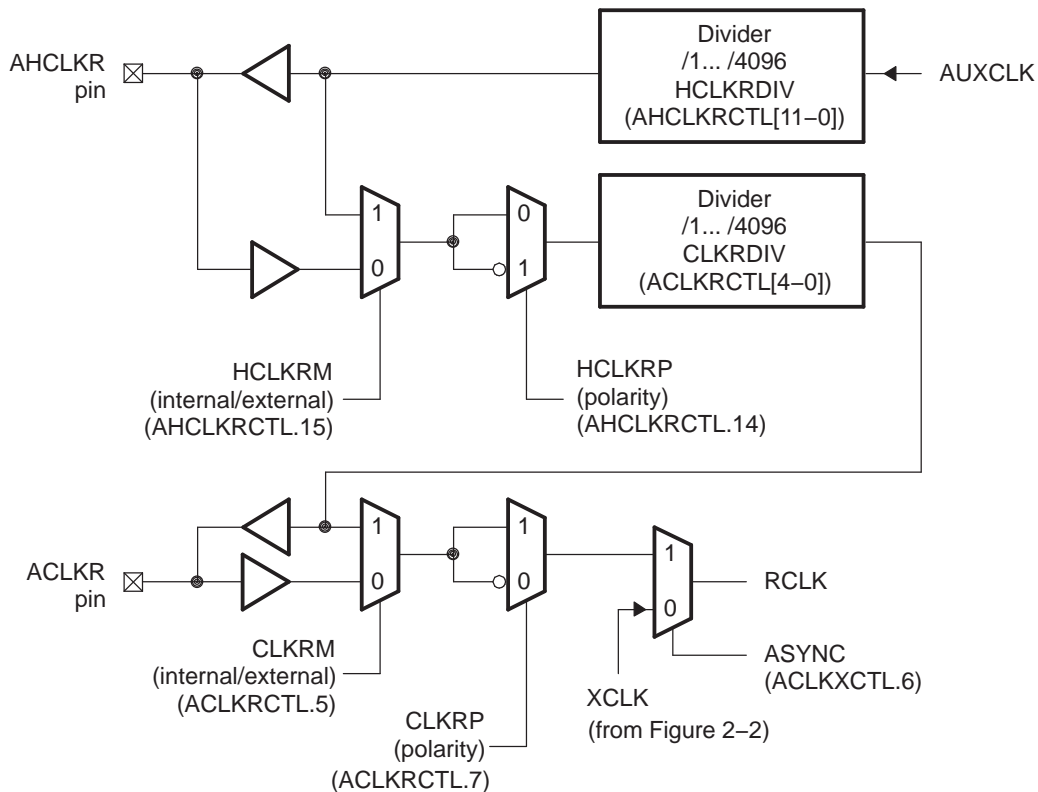 AHCLKR
pin
Divider
/1... /4096
HCLKRDIV
(AHCLKRCTL[11–0])
AUXCLK
1
0
0
1
Divider
/1... /4096
CLKRDIV
(ACLKRCTL[4–0])
HCLKRM
(internal/external)
(AHCLKRCTL.15)
HCLKRP
(polarity)
(AHCLKRCTL.14)
ACLKR
pin
1
0
1
0
1
0
RCLK
CLKRM
(internal/external)
(ACLKRCTL.5)
CLKRP
(polarity)
(ACLKRCTL.7)
XCLK
(from Figure 2–2)
ASYNC
(ACLKXCTL.6)